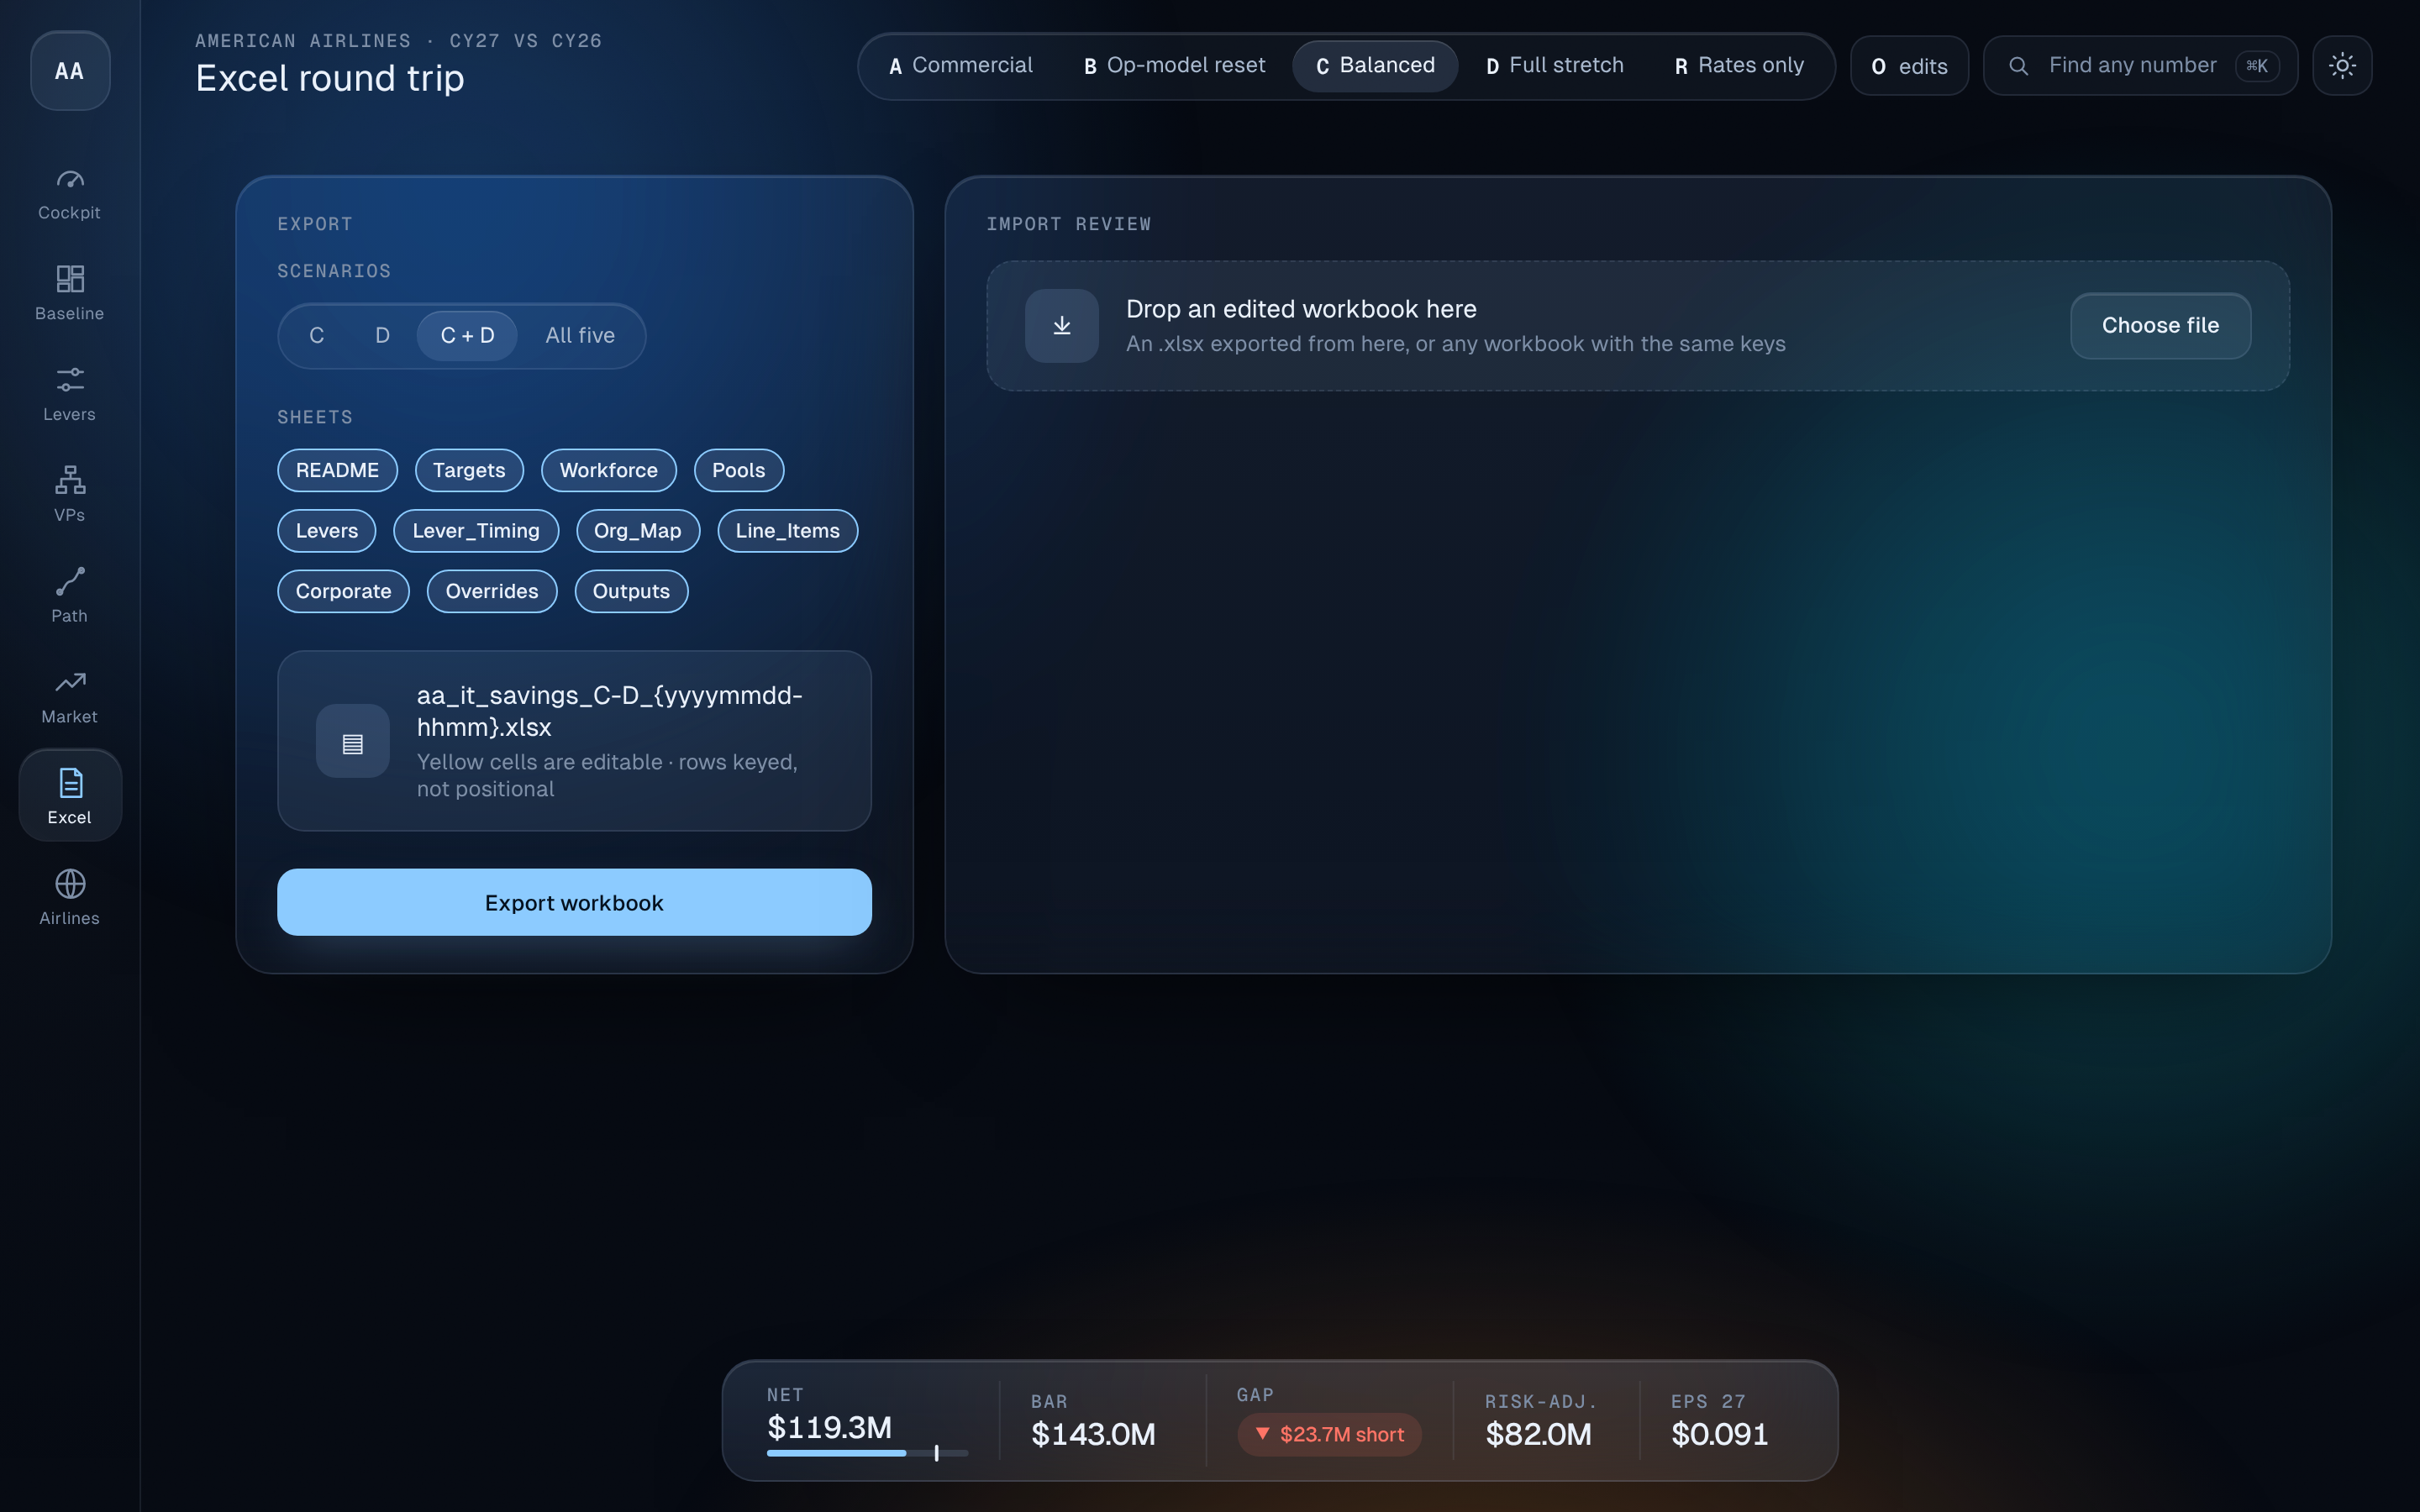 AA
AMERICAN AIRLINES · CY27 VS CY26
Excel round trip
A Commercial
B Op-model reset
C Balanced
D Full stretch
R Rates only
0 edits
Find any number ⌘K
Cockpit
Baseline
Levers
VPs
Path
Market
Excel
Airlines
EXPORT
SCENARIOS
C D C + D All five
SHEETS
README Targets Workforce Pools
Levers Lever_Timing Org_Map Line_Items
Corporate Overrides Outputs
aa_it_savings_C-D_{yyyymmdd-
hhmm}.xlsx
Yellow cells are editable · rows keyed,
not positional
Export workbook
IMPORT REVIEW
Drop an edited workbook here
An .xlsx exported from here, or any workbook with the same keys
Choose file
NET
$119.3M
BAR
$143.0M
GAP
▼ $23.7M short
RISK-ADJ.
$82.0M
EPS 27
$0.091